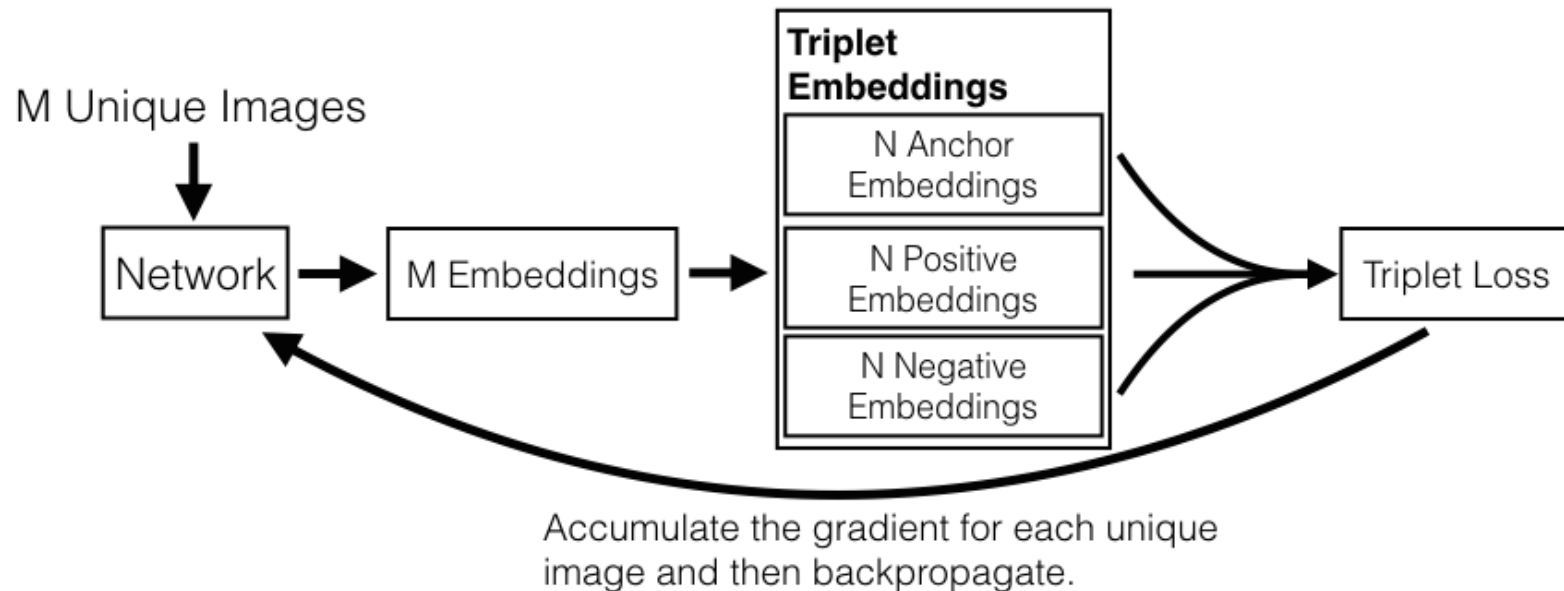 M Unique Images
Network
M Embeddings
Triplet
Embeddings
N Anchor
Embeddings
N Positive
Embeddings
N Negative
Embeddings
Triplet Loss
Accumulate the gradient for each unique
image and then backpropagate.